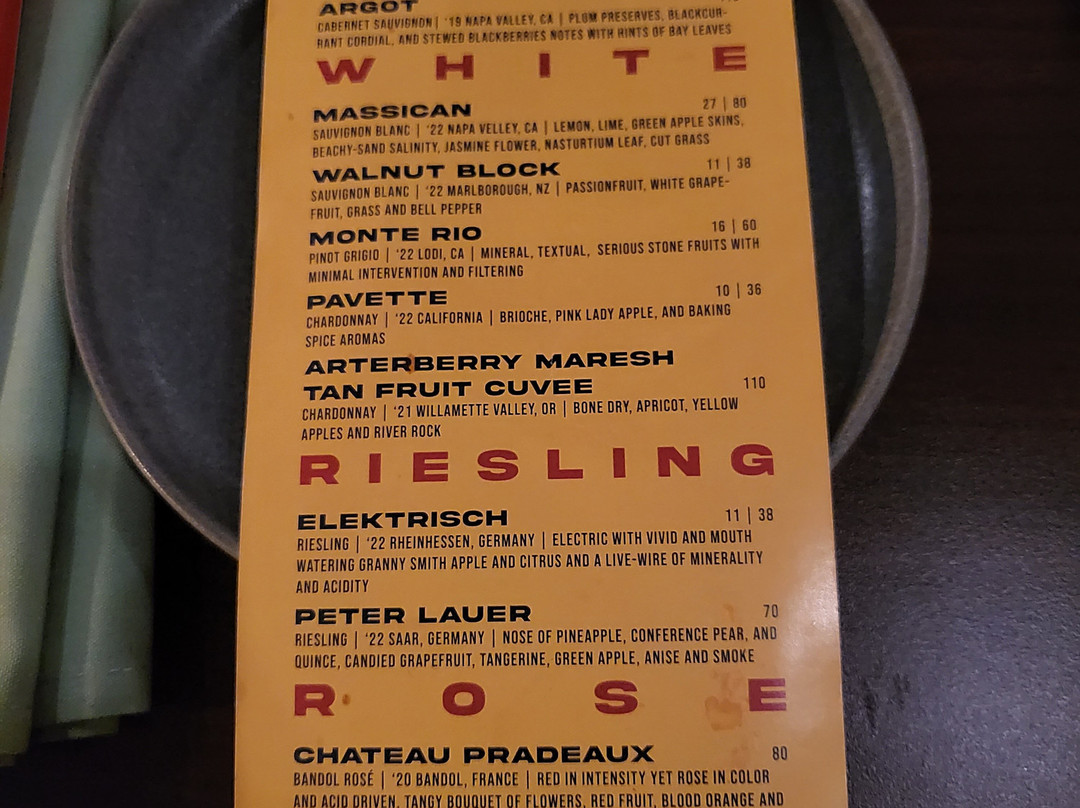 ARGOT
CABERNET SAUVIGNON | '19 NAPA VALLEY, CA | PLUM PRESERVES, BLACKCUR-
RANT CORDIAL, AND STEWED BLACKBERRIES NOTES WITH HINTS OF BAY LEAVES
WHITE
MASSICAN 27 | 80
SAUVIGNON BLANC | '22 NAPA VELLEY, CA | LEMON, LIME, GREEN APPLE SKINS,
BEACHY-SAND SALINITY, JASMINE FLOWER, NASTURTIUM LEAF, CUT GRASS
WALNUT BLOCK 11 | 38
SAUVIGNON BLANC | '22 MARLBOROUGH, NZ | PASSIONFRUIT, WHITE GRAPE-
FRUIT, GRASS AND BELL PEPPER
MONTE RIO 16 | 60
PINOT GRIGIO | '22 LODI, CA | MINERAL, TEXTUAL, SERIOUS STONE FRUITS WITH
MINIMAL INTERVENTION AND FILTERING
PAVETTE 10 | 36
CHARDONNAY | '22 CALIFORNIA | BRIOCHE, PINK LADY APPLE, AND BAKING
SPICE AROMAS
ARTERBERRY MARESH
TAN FRUIT CUVEE 110
CHARDONNAY | '21 WILLAMETTE VALLEY, OR | BONE DRY, APRICOT, YELLOW
APPLES AND RIVER ROCK
RIESLING
ELEKTRISCH 11 | 38
RIESLING | '22 RHEINHESSEN, GERMANY | ELECTRIC WITH VIVID AND MOUTH
WATERING GRANNY SMITH APPLE AND CITRUS AND A LIVE-WIRE OF MINERALITY
AND ACIDITY
PETER LAUER 70
RIESLING | '22 SAAR, GERMANY | NOSE OF PINEAPPLE, CONFERENCE PEAR, AND
QUINCE, CANDIED GRAPEFRUIT, TANGERINE, GREEN APPLE, ANISE AND SMOKE
ROSE
CHATEAU PRADEAUX 80
BANDOL ROSÉ | '20 BANDOL, FRANCE | RED IN INTENSITY YET ROSE IN COLOR
AND ACID DRIVEN, TANGY BOUQUET OF FLOWERS, RED FRUIT, BLOOD ORANGE AND